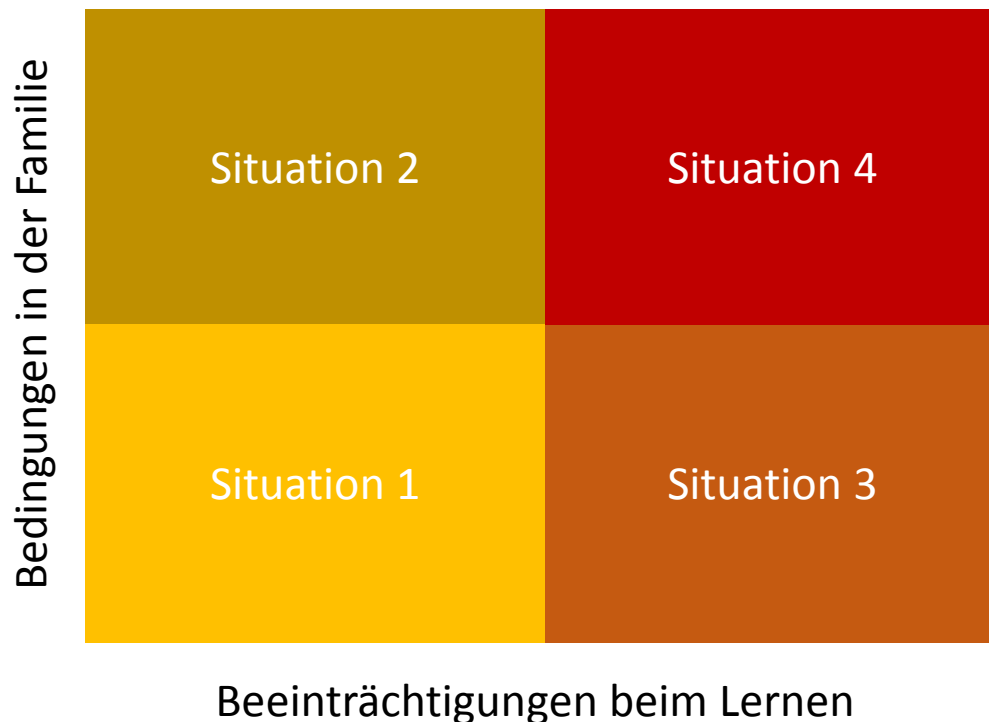 Bedingungen in der Familie
Situation 2
Situation 4
Situation 1
Situation 3
Beeinträchtigungen beim Lernen